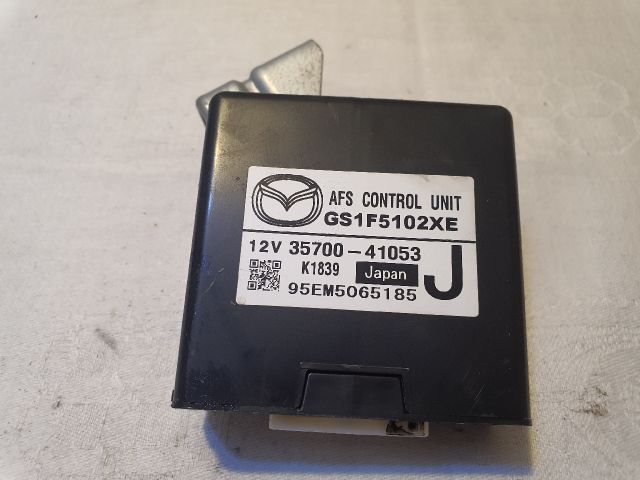 AFS CONTROL UNIT
GS1F5102XE
12V 35700-41053
K1839 Japan J
95EM5065185